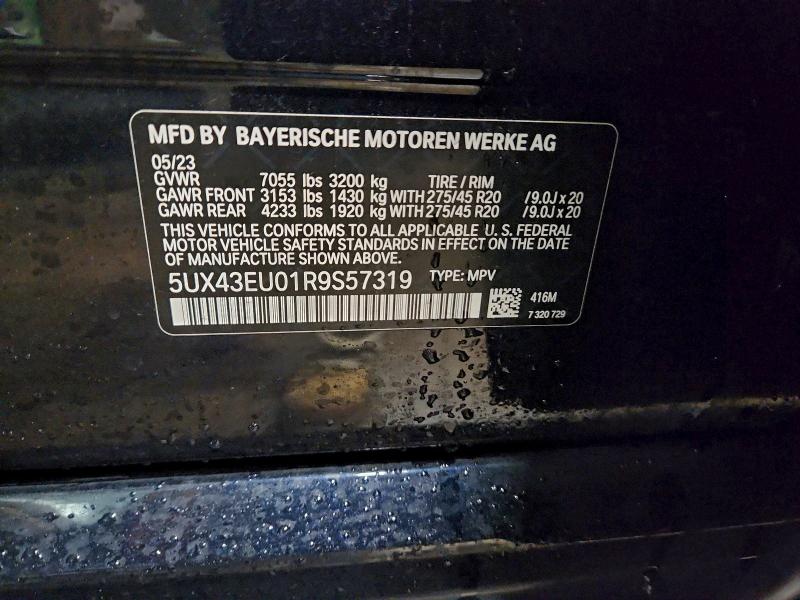 MFD BY BAYERISCHE MOTOREN WERKE AG
05/23
GVWR 7055 lbs 3200 kg TIRE / RIM
GAWR FRONT 3153 lbs 1430 kg WITH 275/45 R20 / 9.0J x 20
GAWR REAR 4233 lbs 1920 kg WITH 275/45 R20 / 9.0J x 20
THIS VEHICLE CONFORMS TO ALL APPLICABLE U. S. FEDERAL
MOTOR VEHICLE SAFETY STANDARDS IN EFFECT ON THE DATE
OF MANUFACTURE SHOWN ABOVE.
5UX43EU01R9S57319 TYPE: MPV
416M
7 320 729